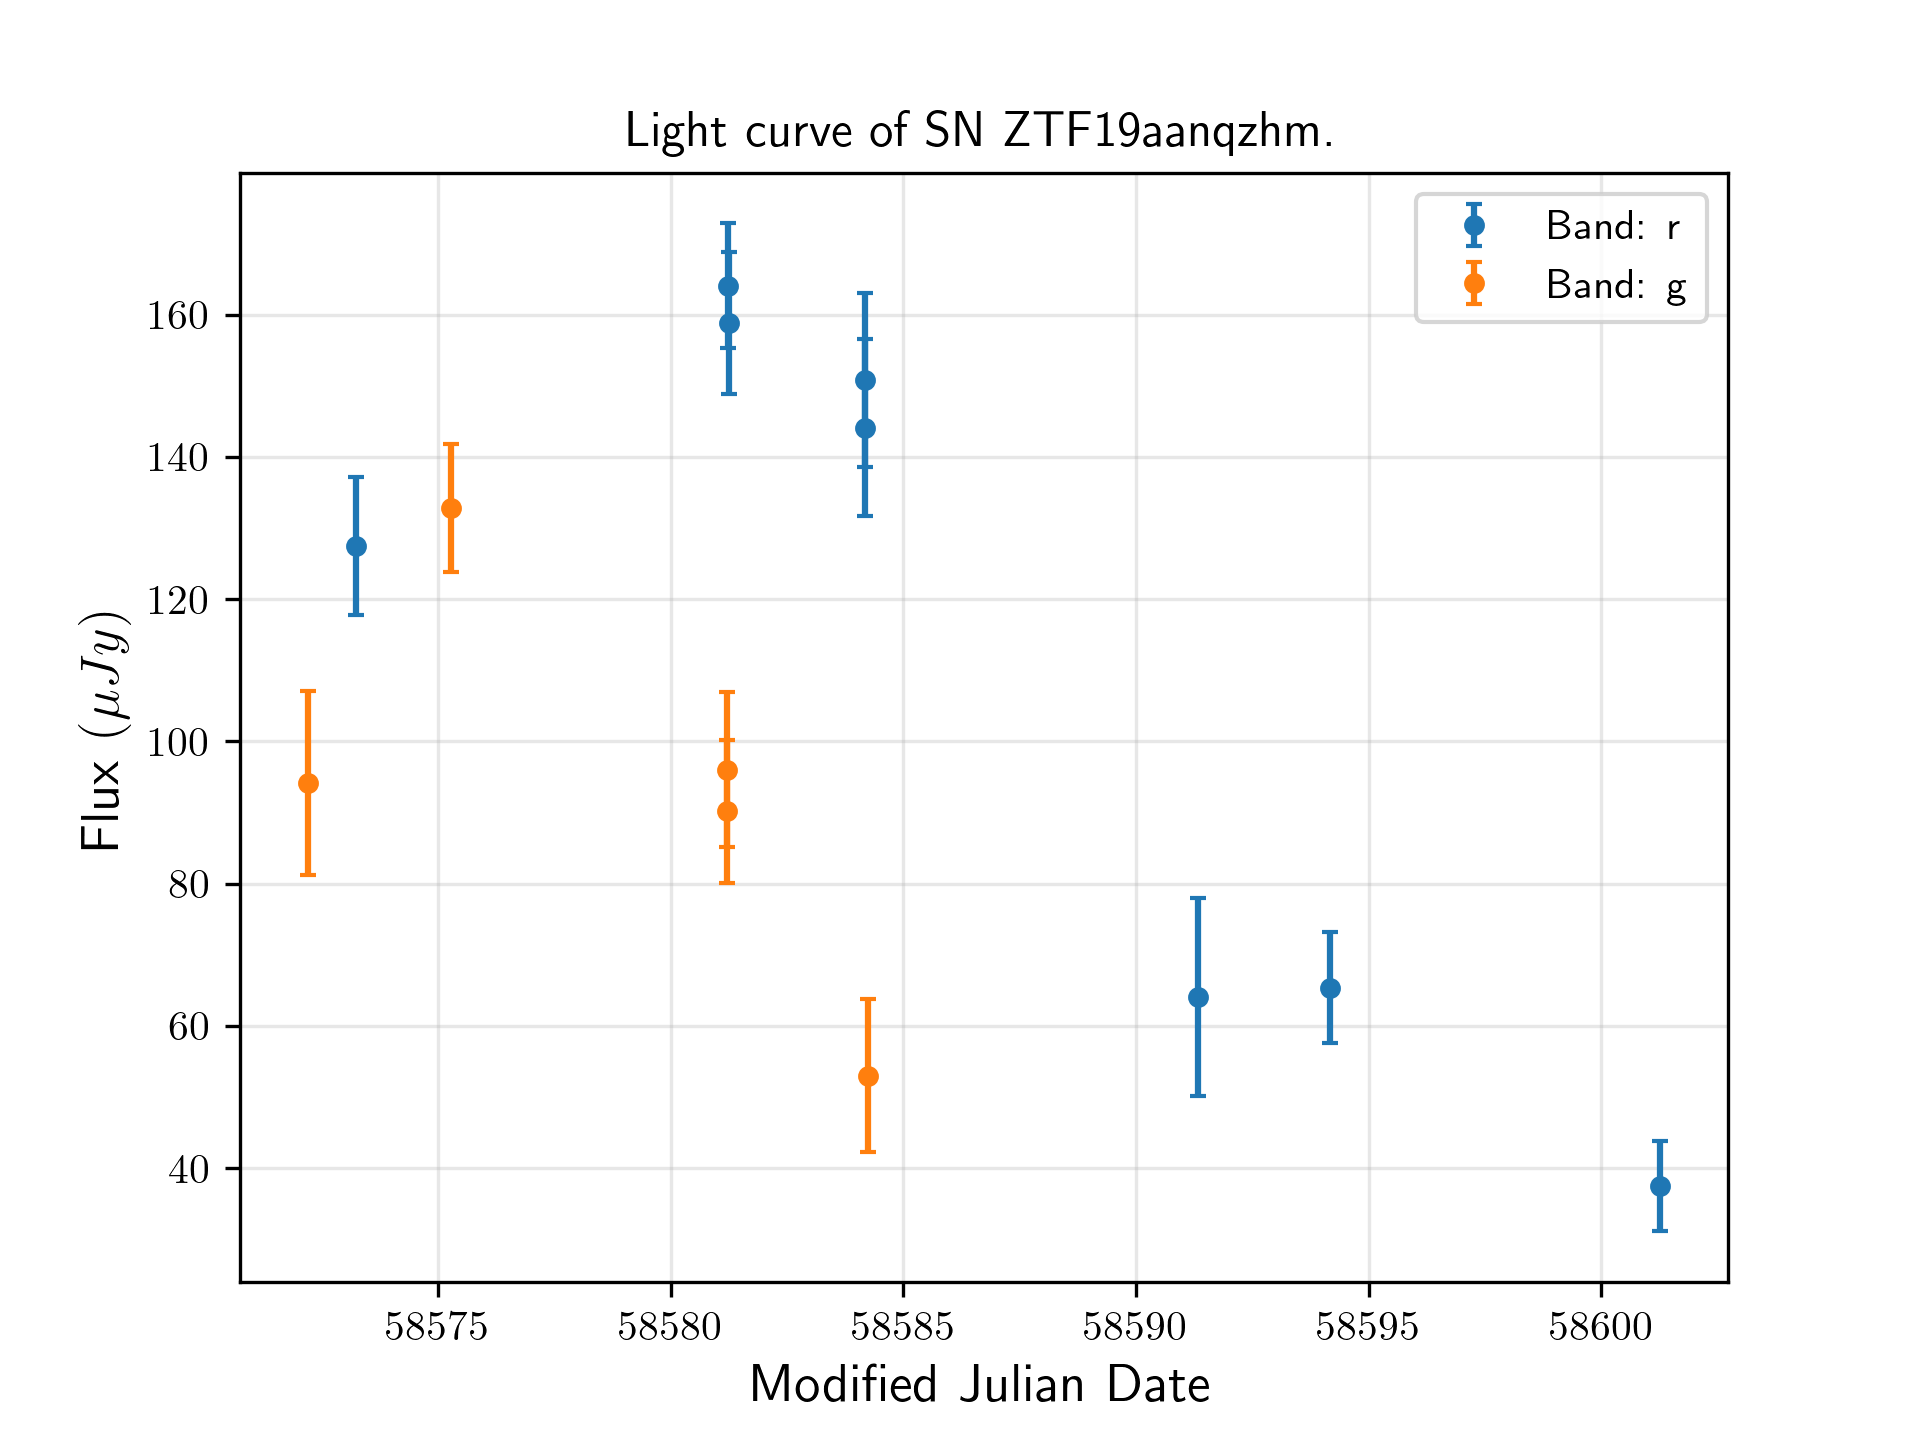 Light curve of SN ZTF19aanqzhm.
Band: r
Band: g
160
140
120
100
80
60
40
Flux (μJy)
58575 58580 58585 58590 58595 58600
Modified Julian Date